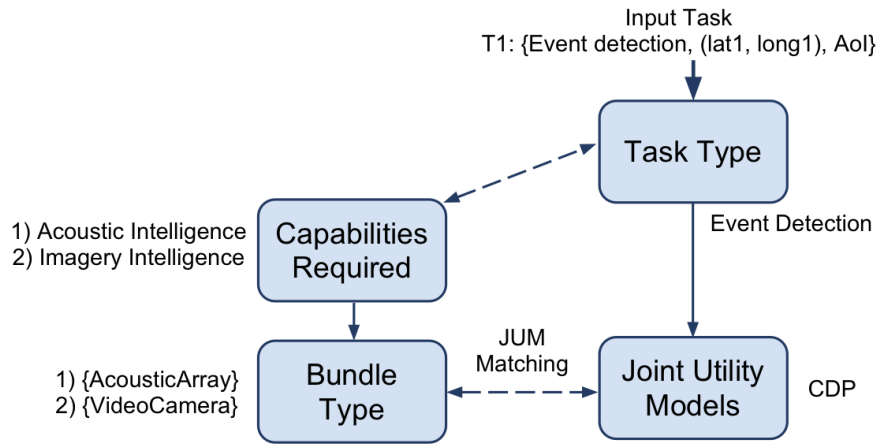 Input Task
T1: {Event detection, (lat1, long1), AoI}
Task Type
1) Acoustic Intelligence
2) Imagery Intelligence
Capabilities
Required
Event Detection
JUM
Matching
1) {AcousticArray}
2) {VideoCamera}
Bundle
Type
Joint Utility
Models
CDP